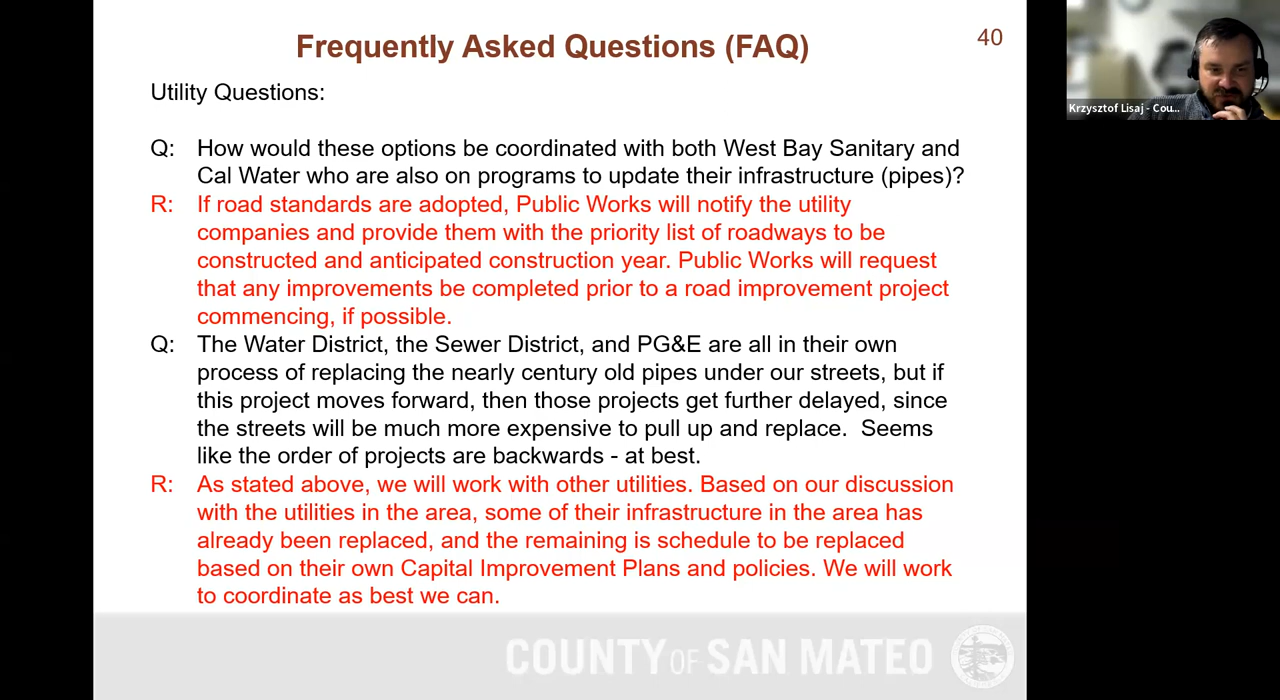 Frequently Asked Questions (FAQ)
40
Utility Questions:
Q: How would these options be coordinated with both West Bay Sanitary and
Cal Water who are also on programs to update their infrastructure (pipes)?
R: If road standards are adopted, Public Works will notify the utility
companies and provide them with the priority list of roadways to be
constructed and anticipated construction year. Public Works will request
that any improvements be completed prior to a road improvement project
commencing, if possible.
Q: The Water District, the Sewer District, and PG&E are all in their own
process of replacing the nearly century old pipes under our streets, but if
this project moves forward, then those projects get further delayed, since
the streets will be much more expensive to pull up and replace. Seems
like the order of projects are backwards - at best.
R: As stated above, we will work with other utilities. Based on our discussion
with the utilities in the area, some of their infrastructure in the area has
already been replaced, and the remaining is schedule to be replaced
based on their own Capital Improvement Plans and policies. We will work
to coordinate as best we can.
COUNTY OF SAN MATEO
Krzysztof Lisaj - Cou...